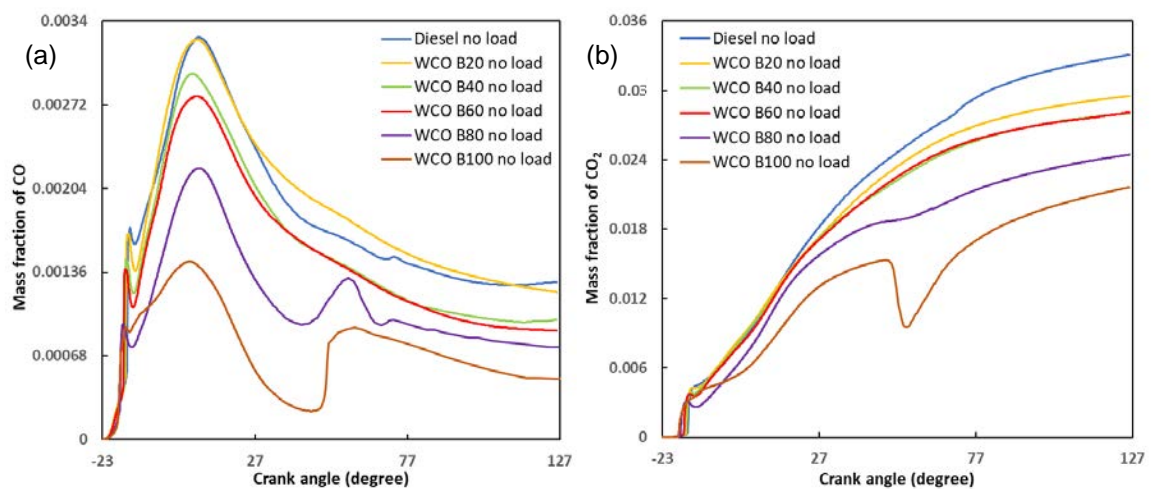 (a)
Mass fraction of CO
0.0034
0.00272
0.00204
0.00136
0.00068
0
-23
27
77
127
Crank angle (degree)
Diesel no load
WCO B20 no load
WCO B40 no load
WCO B60 no load
WCO B80 no load
WCO B100 no load
(b)
Mass fraction of CO₂
0.036
0.05
0.024
0.018
0.012
0.006
0
-23
27
77
127
Crank angle (degree)
Diesel no load
WCO B20 no load
WCO B40 no load
WCO B60 no load
WCO B80 no load
WCO B100 no load